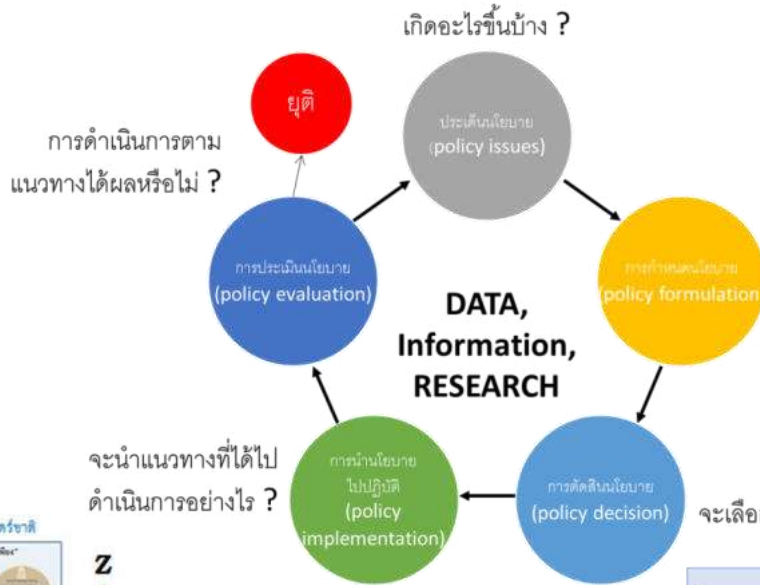 เกิดอะไรขึ้นบ้าง ?
ยุติ
ประเด็นนโยบาย
(policy issues)
การดำเนินการตาม
แนวทางได้ผลหรือไม่ ?
การประเมินนโยบาย
(policy evaluation)
การกำหนดนโยบาย
(policy formulation
DATA,
Information,
RESEARCH
จะนำแนวทางที่ได้ไป
ดำเนินการอย่างไร ?
การนำนโยบาย
ไปปฏิบัติ
(policy
implementation)
การตัดสินนโยบาย
(policy decision)
จะเลือ
z